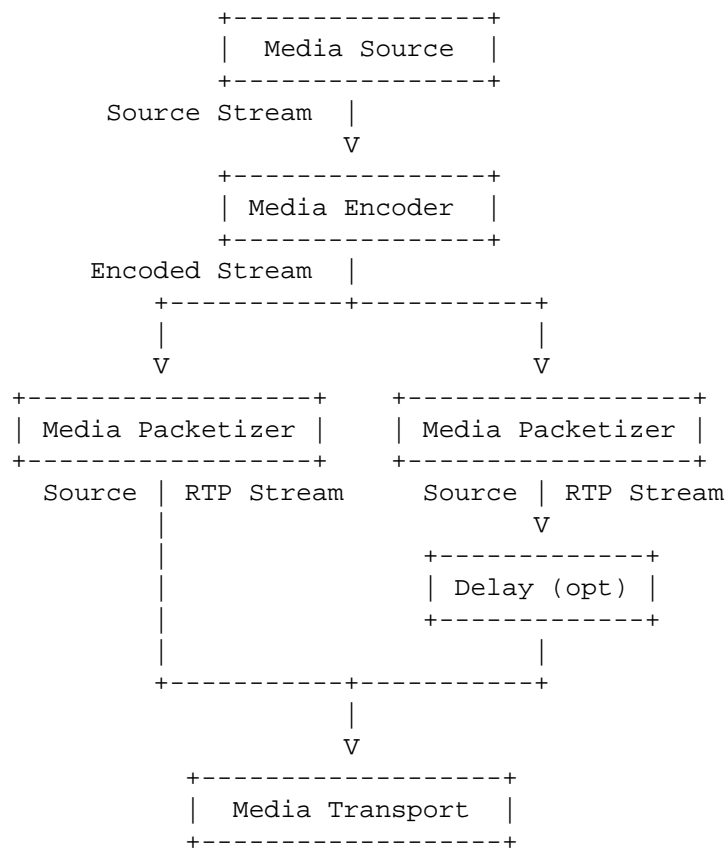 Media Source
Source Stream
V
Media Encoder
Encoded Stream
V V
Media Packetizer Media Packetizer
Source RTP Stream Source RTP Stream
V
Delay (opt)
V
Media Transport